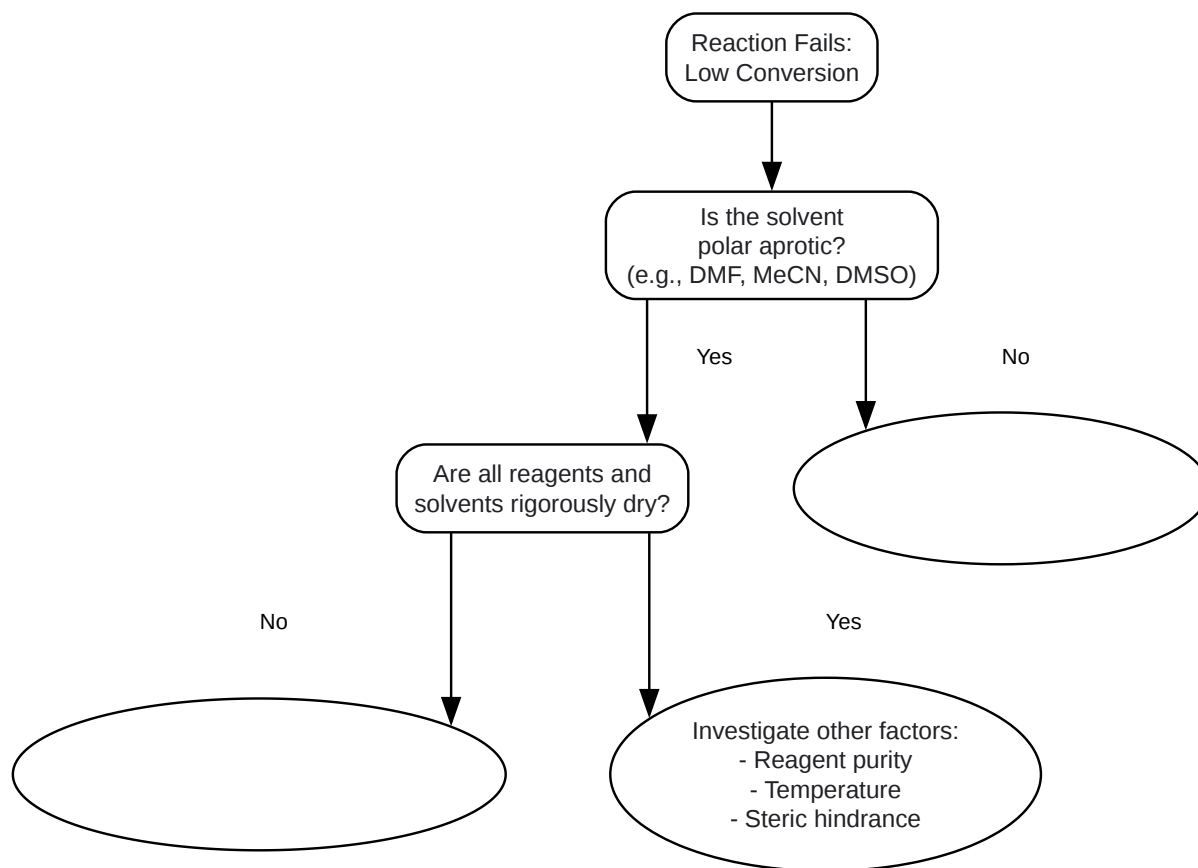 Reaction Fails:
Low Conversion
Is the solvent
polar aprotic?
(e.g., DMF, MeCN, DMSO)
Yes
No
Are all reagents and
solvents rigorously dry?
No
Yes
Investigate other factors:
- Reagent purity
- Temperature
- Steric hindrance